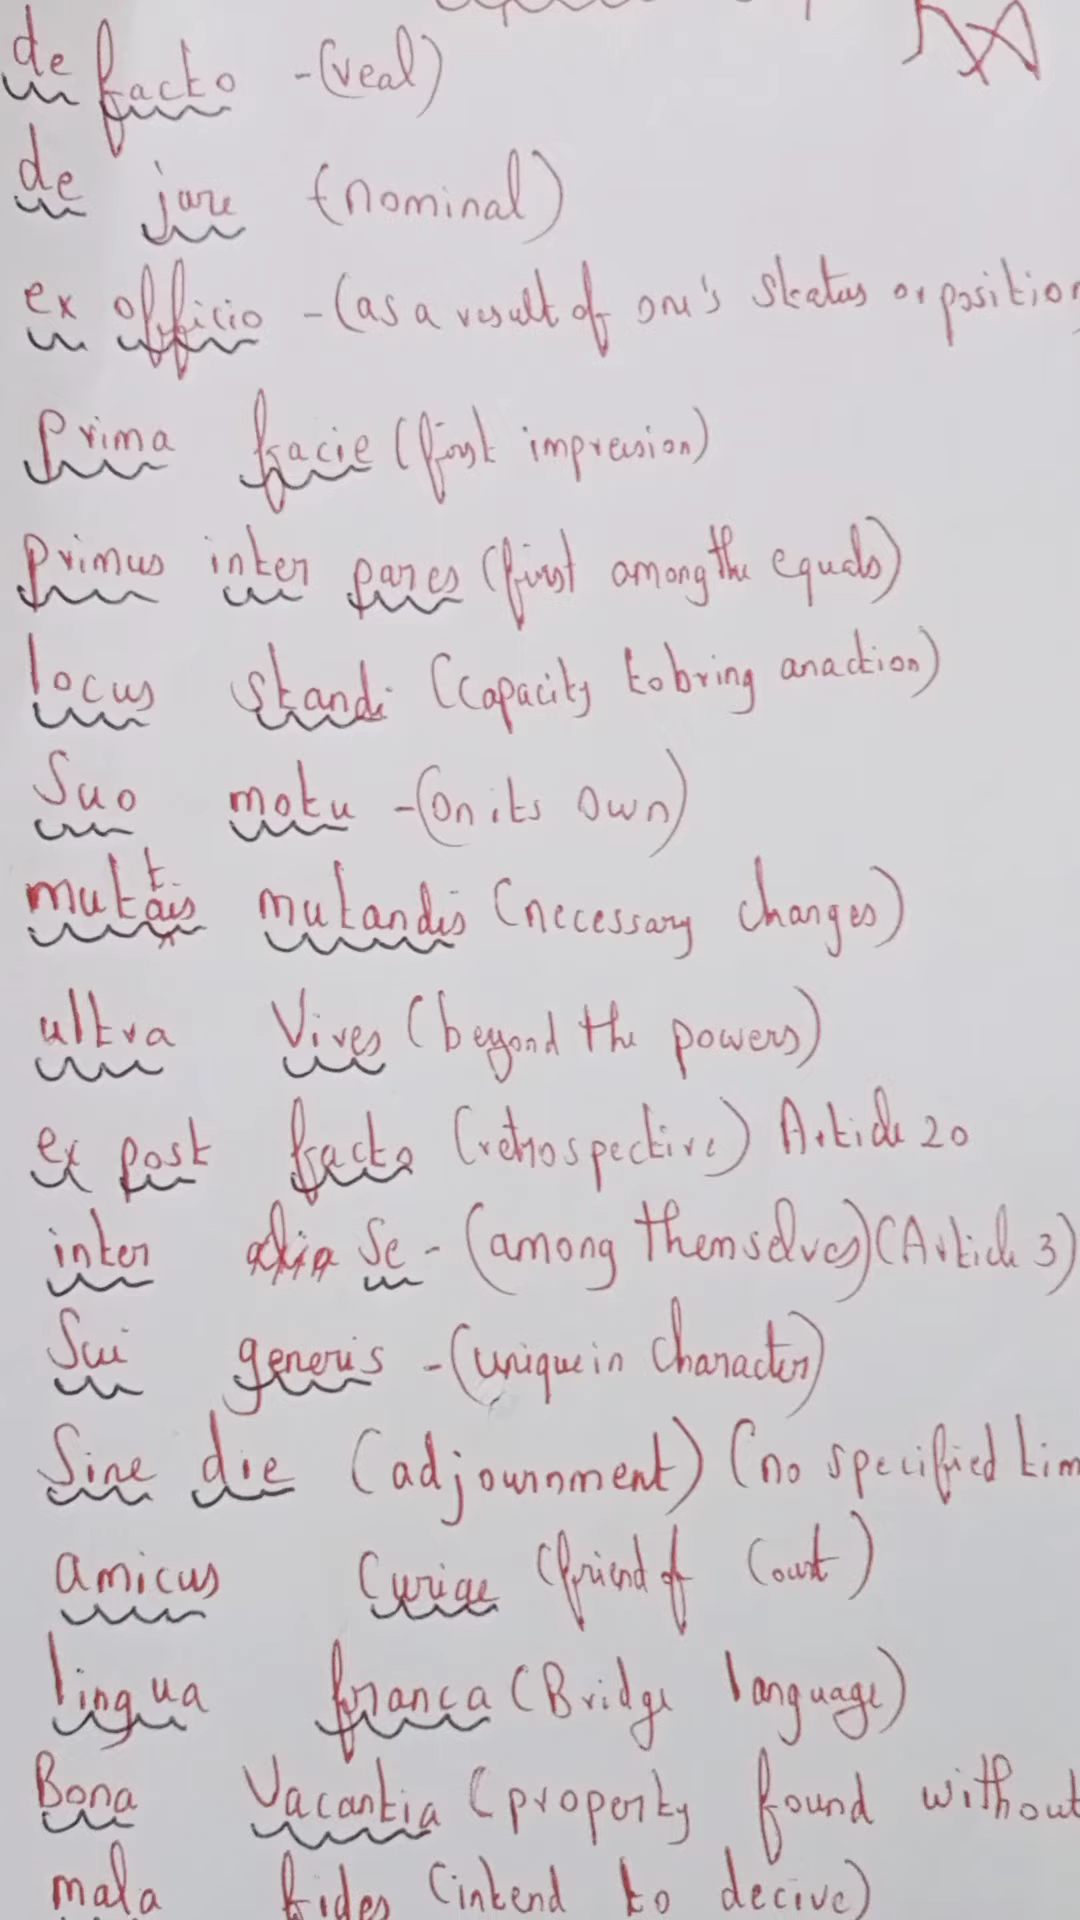 de facto - (real)
de jure (nominal)
ex officio - (as a result of one's status or position
Prima facie (first impression)
Primus inter pares (first among the equals)
locus standi (capacity to bring an action)
Suo motu - (on its own)
mutatis mutandis (necessary changes)
ultra Vires (beyond the powers)
ex post facto (retrospective) Article 20
inter se - (among themselves) (Article 3)
Sui generis - (unique in character)
Sine die (adjournment) (no specified tim
amicus Curiae (friend of Court)
lingua franca (Bridge language)
Bona Vacantia (property found without
mala fides (intend to decive)